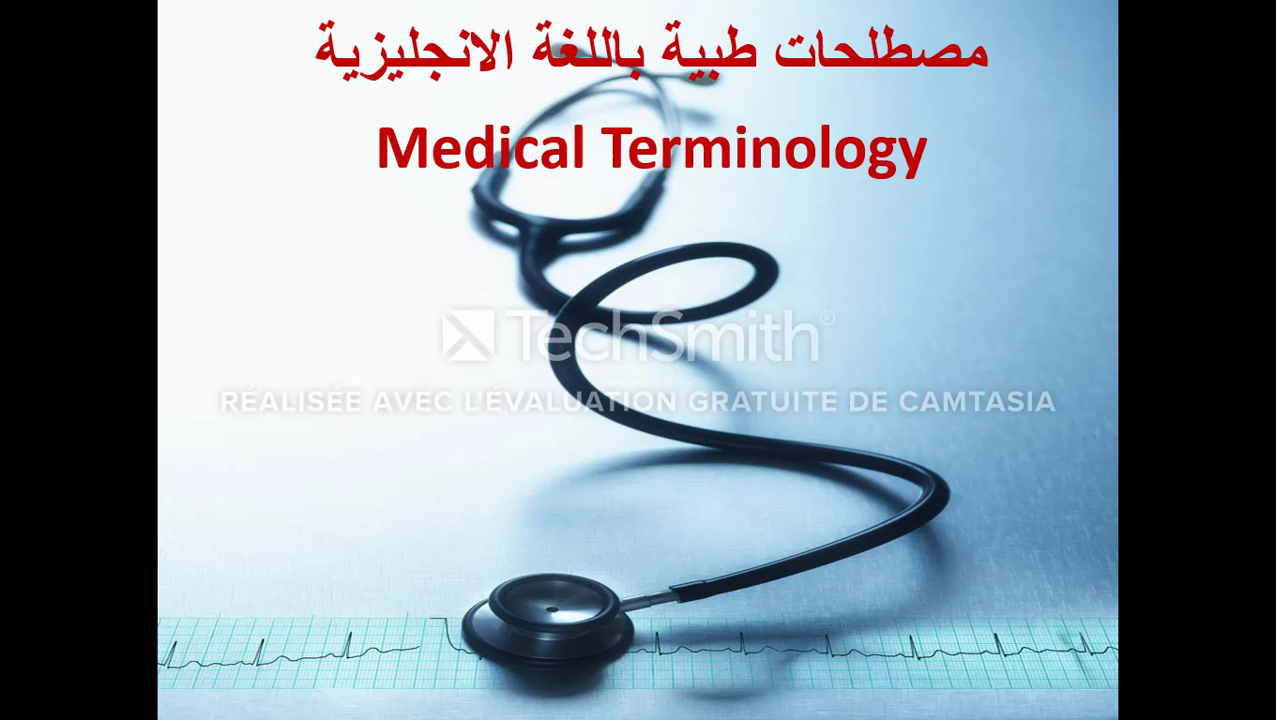 مصطلحات طبية باللغة الانجليزية
Medical Terminology
TechSmith®
RÉALISÉE AVEC L'ÉVALUATION GRATUITE DE CAMTASIA